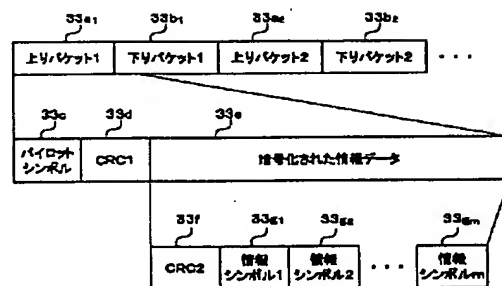 33a1 33b1 33a2 33b2
上りパケット1 下りパケット1 上りパケット2 下りパケット2 ・・・
33c 33d 33e
パイロット
シンボル CRC1 暗号化された情報データ
33f 33g1 33g2 33gm
CRC2 情報
シンボル1 情報
シンボル2 ・・・ 情報
シンボルm